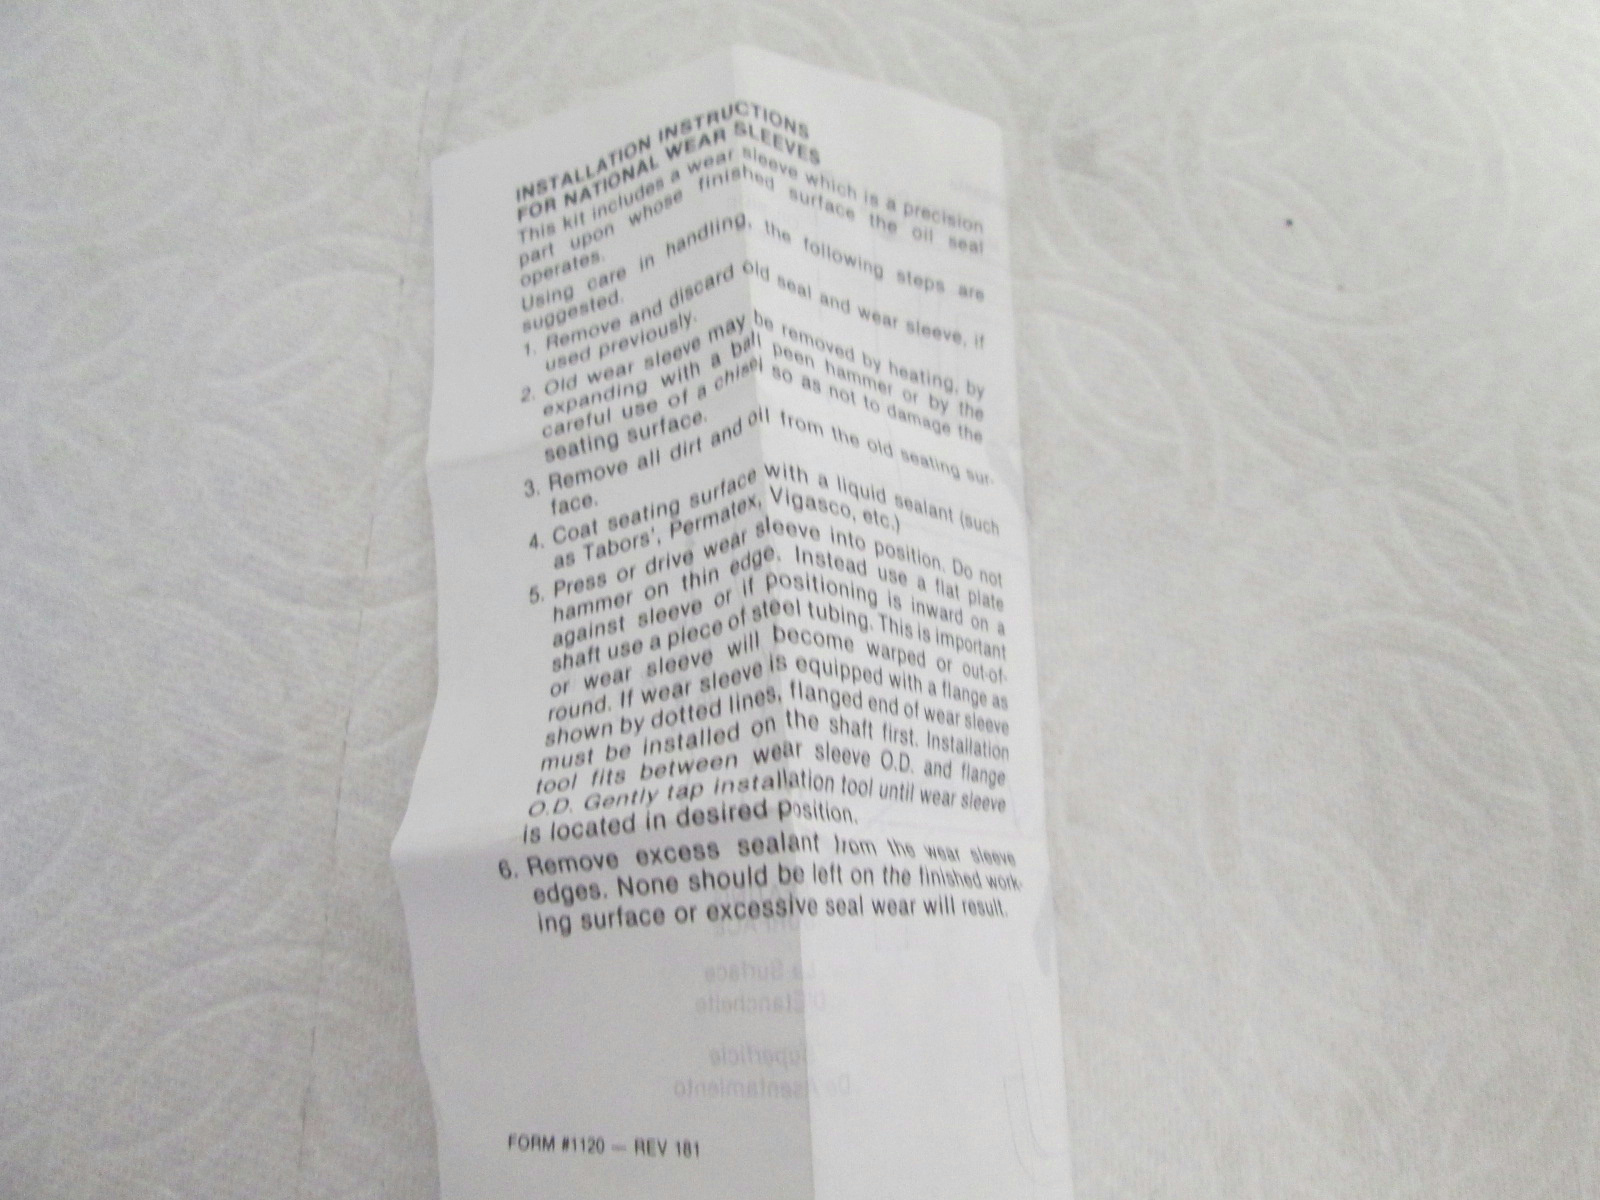 INSTALLATION INSTRUCTIONS
FOR NATIONAL WEAR SLEEVES
This kit includes a wear sleeve which is a precision
part upon whose finished surface the oil seal
operates.
Using care in handling, the following steps are
suggested.
1. Remove and discard old seal and wear sleeve, if
used previously.
2. Old wear sleeve may be removed by heating, by
expanding with a ball peen hammer or by the
careful use of a chisel so as not to damage the
seating surface.
3. Remove all dirt and oil from the old seating sur-
face.
4. Coat seating surface with a liquid sealant (such
as Tabors', Permatex, Vigasco, etc.)
5. Press or drive wear sleeve into position. Do not
hammer on thin edge. Instead use a flat plate
against sleeve or if positioning is inward on a
shaft use a piece of steel tubing. This is important
or wear sleeve will become warped or out-of-
round. If wear sleeve is equipped with a flange as
shown by dotted lines, flanged end of wear sleeve
must be installed on the shaft first. Installation
tool fits between wear sleeve O.D. and flange
O.D. Gently tap installation tool until wear sleeve
is located in desired position.
6. Remove excess sealant from the wear sleeve
edges. None should be left on the finished work-
ing surface or excessive seal wear will result.
La Surface
D'Etancheite
Superficie
De Asentamiento
FORM #1120 — REV 181